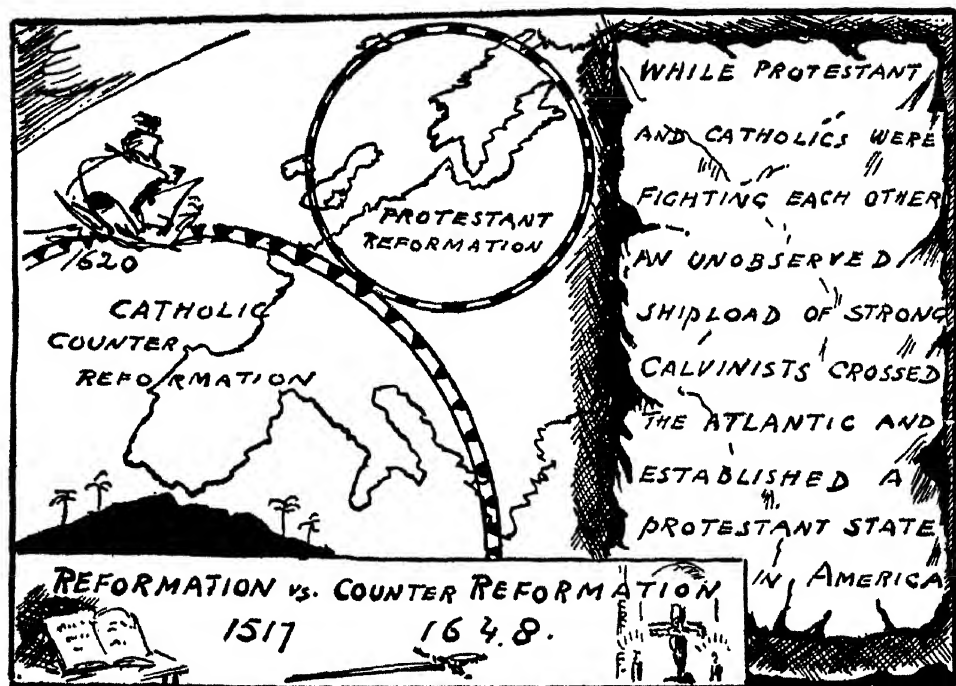 PROTESTANT
REFORMATION
1620
CATHOLIC
COUNTER
REFORMATION
WHILE PROTESTANT
AND CATHOLICS WERE
FIGHTING EACH OTHER
AN UNOBSERVED
SHIPLOAD OF STRONG
CALVINISTS CROSSED
THE ATLANTIC AND
ESTABLISHED A
PROTESTANT STATE
IN AMERICA
REFORMATION vs. COUNTER REFORMATION
1517 1648.